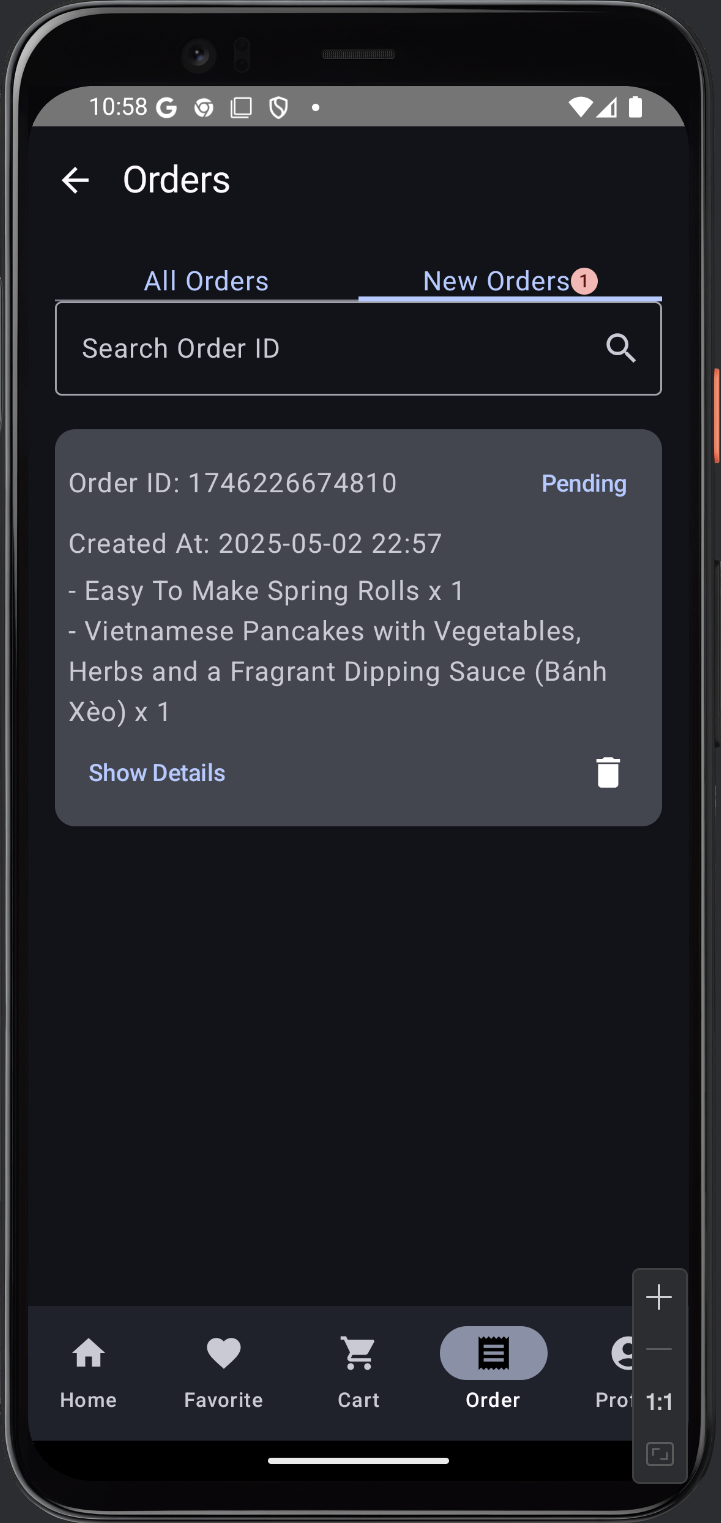 10:58
Orders
All Orders
New Orders 1
Search Order ID
Order ID: 1746226674810
Pending
Created At: 2025-05-02 22:57
- Easy To Make Spring Rolls x 1
- Vietnamese Pancakes with Vegetables,
Herbs and a Fragrant Dipping Sauce (Bánh
Xèo) x 1
Show Details
Home
Favorite
Cart
Order
1:1